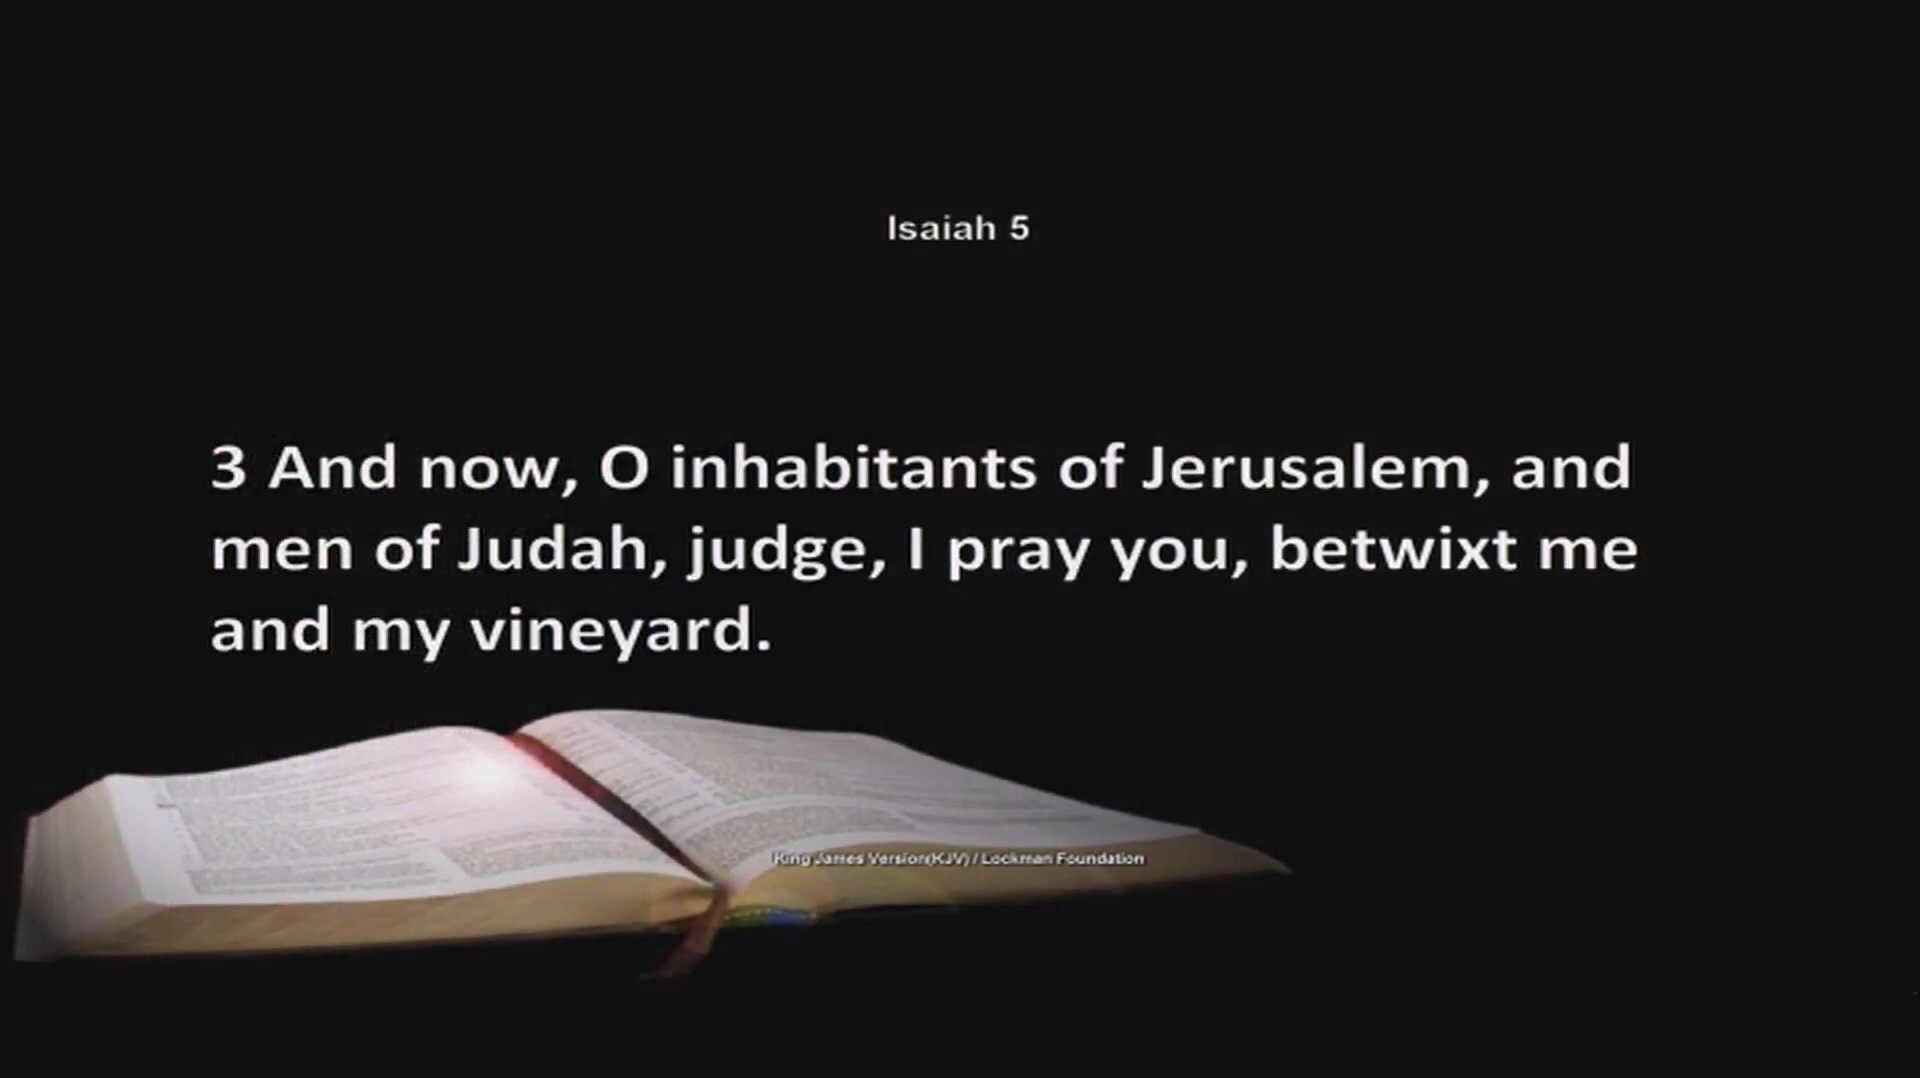 Isaiah 5
3 And now, O inhabitants of Jerusalem, and
men of Judah, judge, I pray you, betwixt me
and my vineyard.
King James Version(KJV) / Lockman Foundation